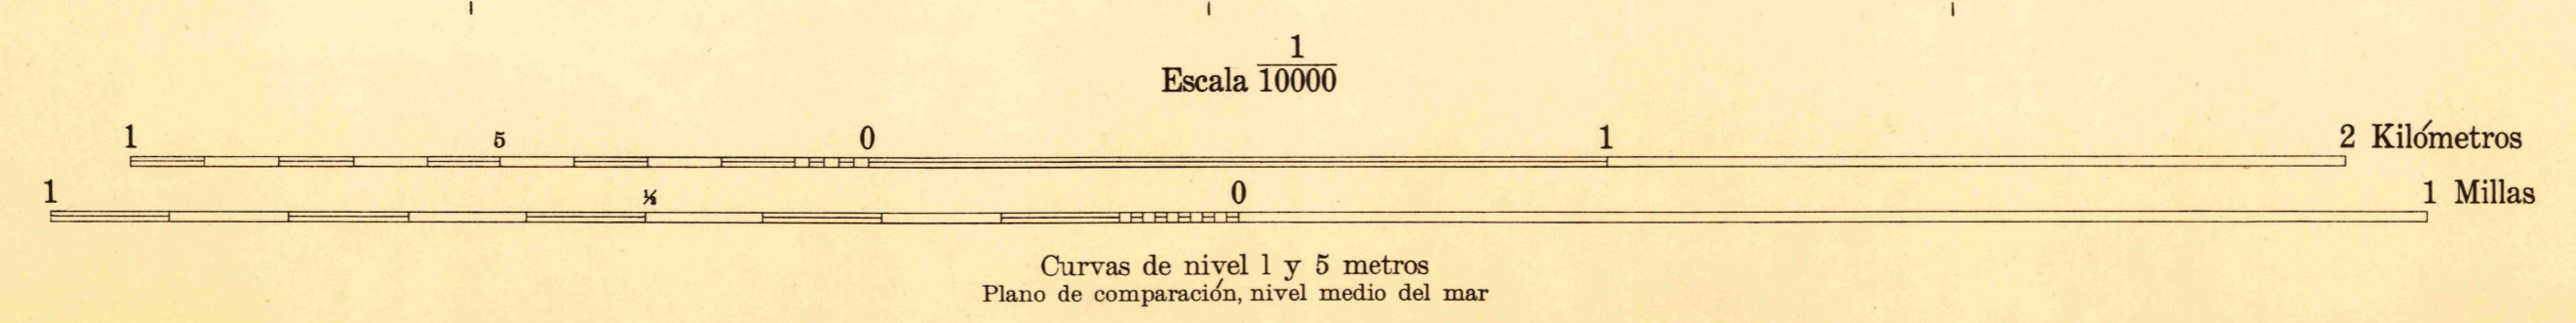 Escala 1/10000
1 5 0 1 2 Kilómetros
1 ½ 0 1 Millas
Curvas de nivel 1 y 5 metros
Plano de comparación, nivel medio del mar